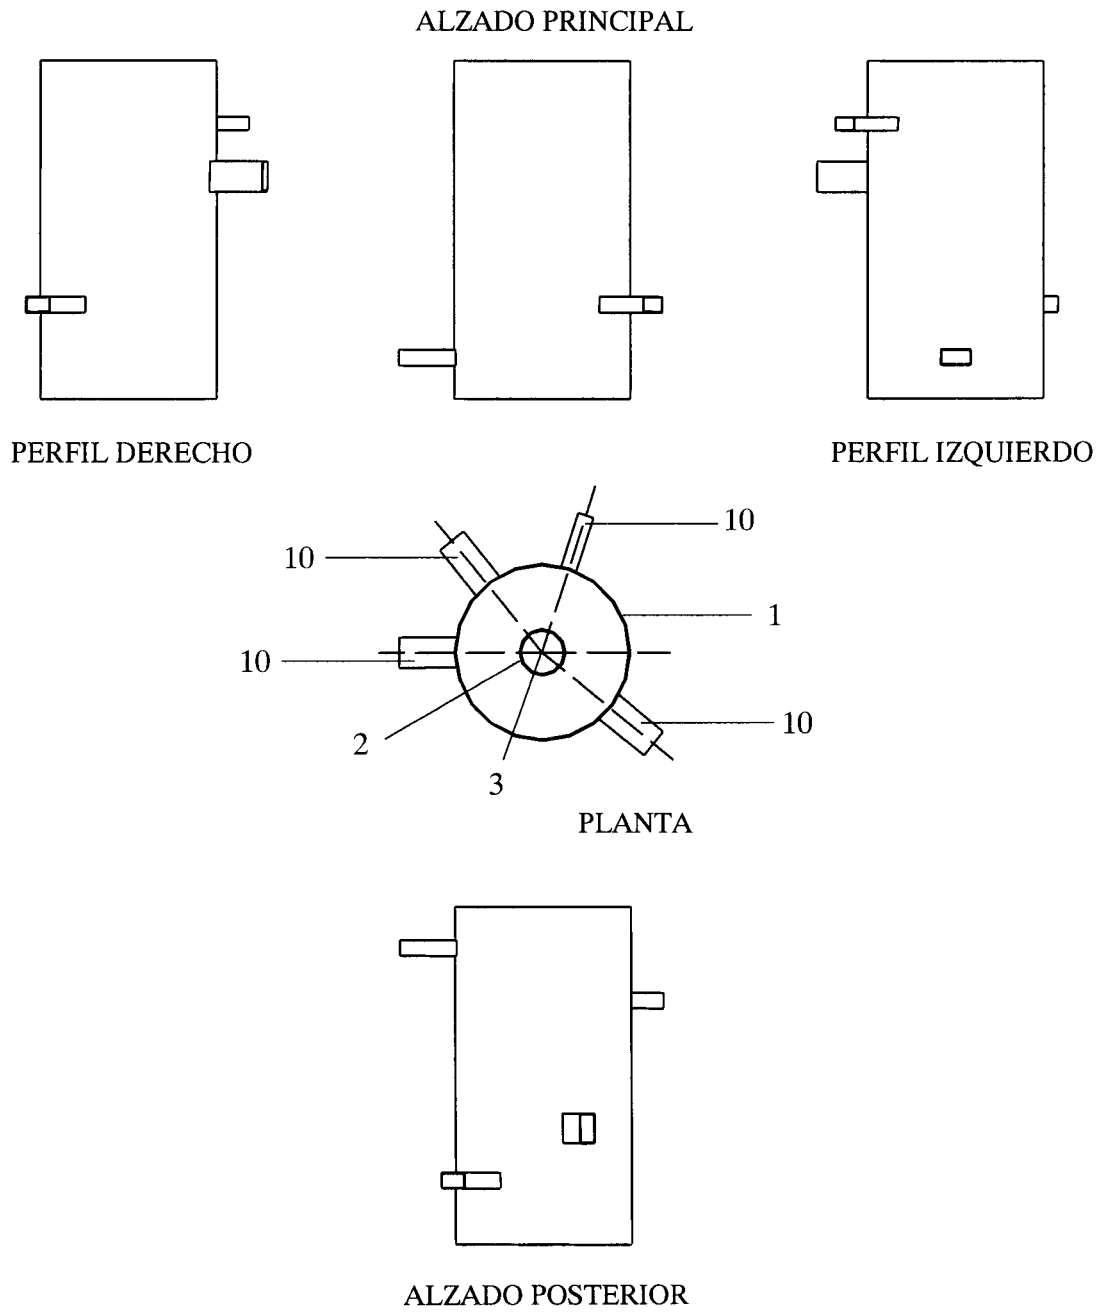 ALZADO PRINCIPAL
PERFIL DERECHO
PERFIL IZQUIERDO
10
10
1
10
10
2
3
PLANTA
ALZADO POSTERIOR